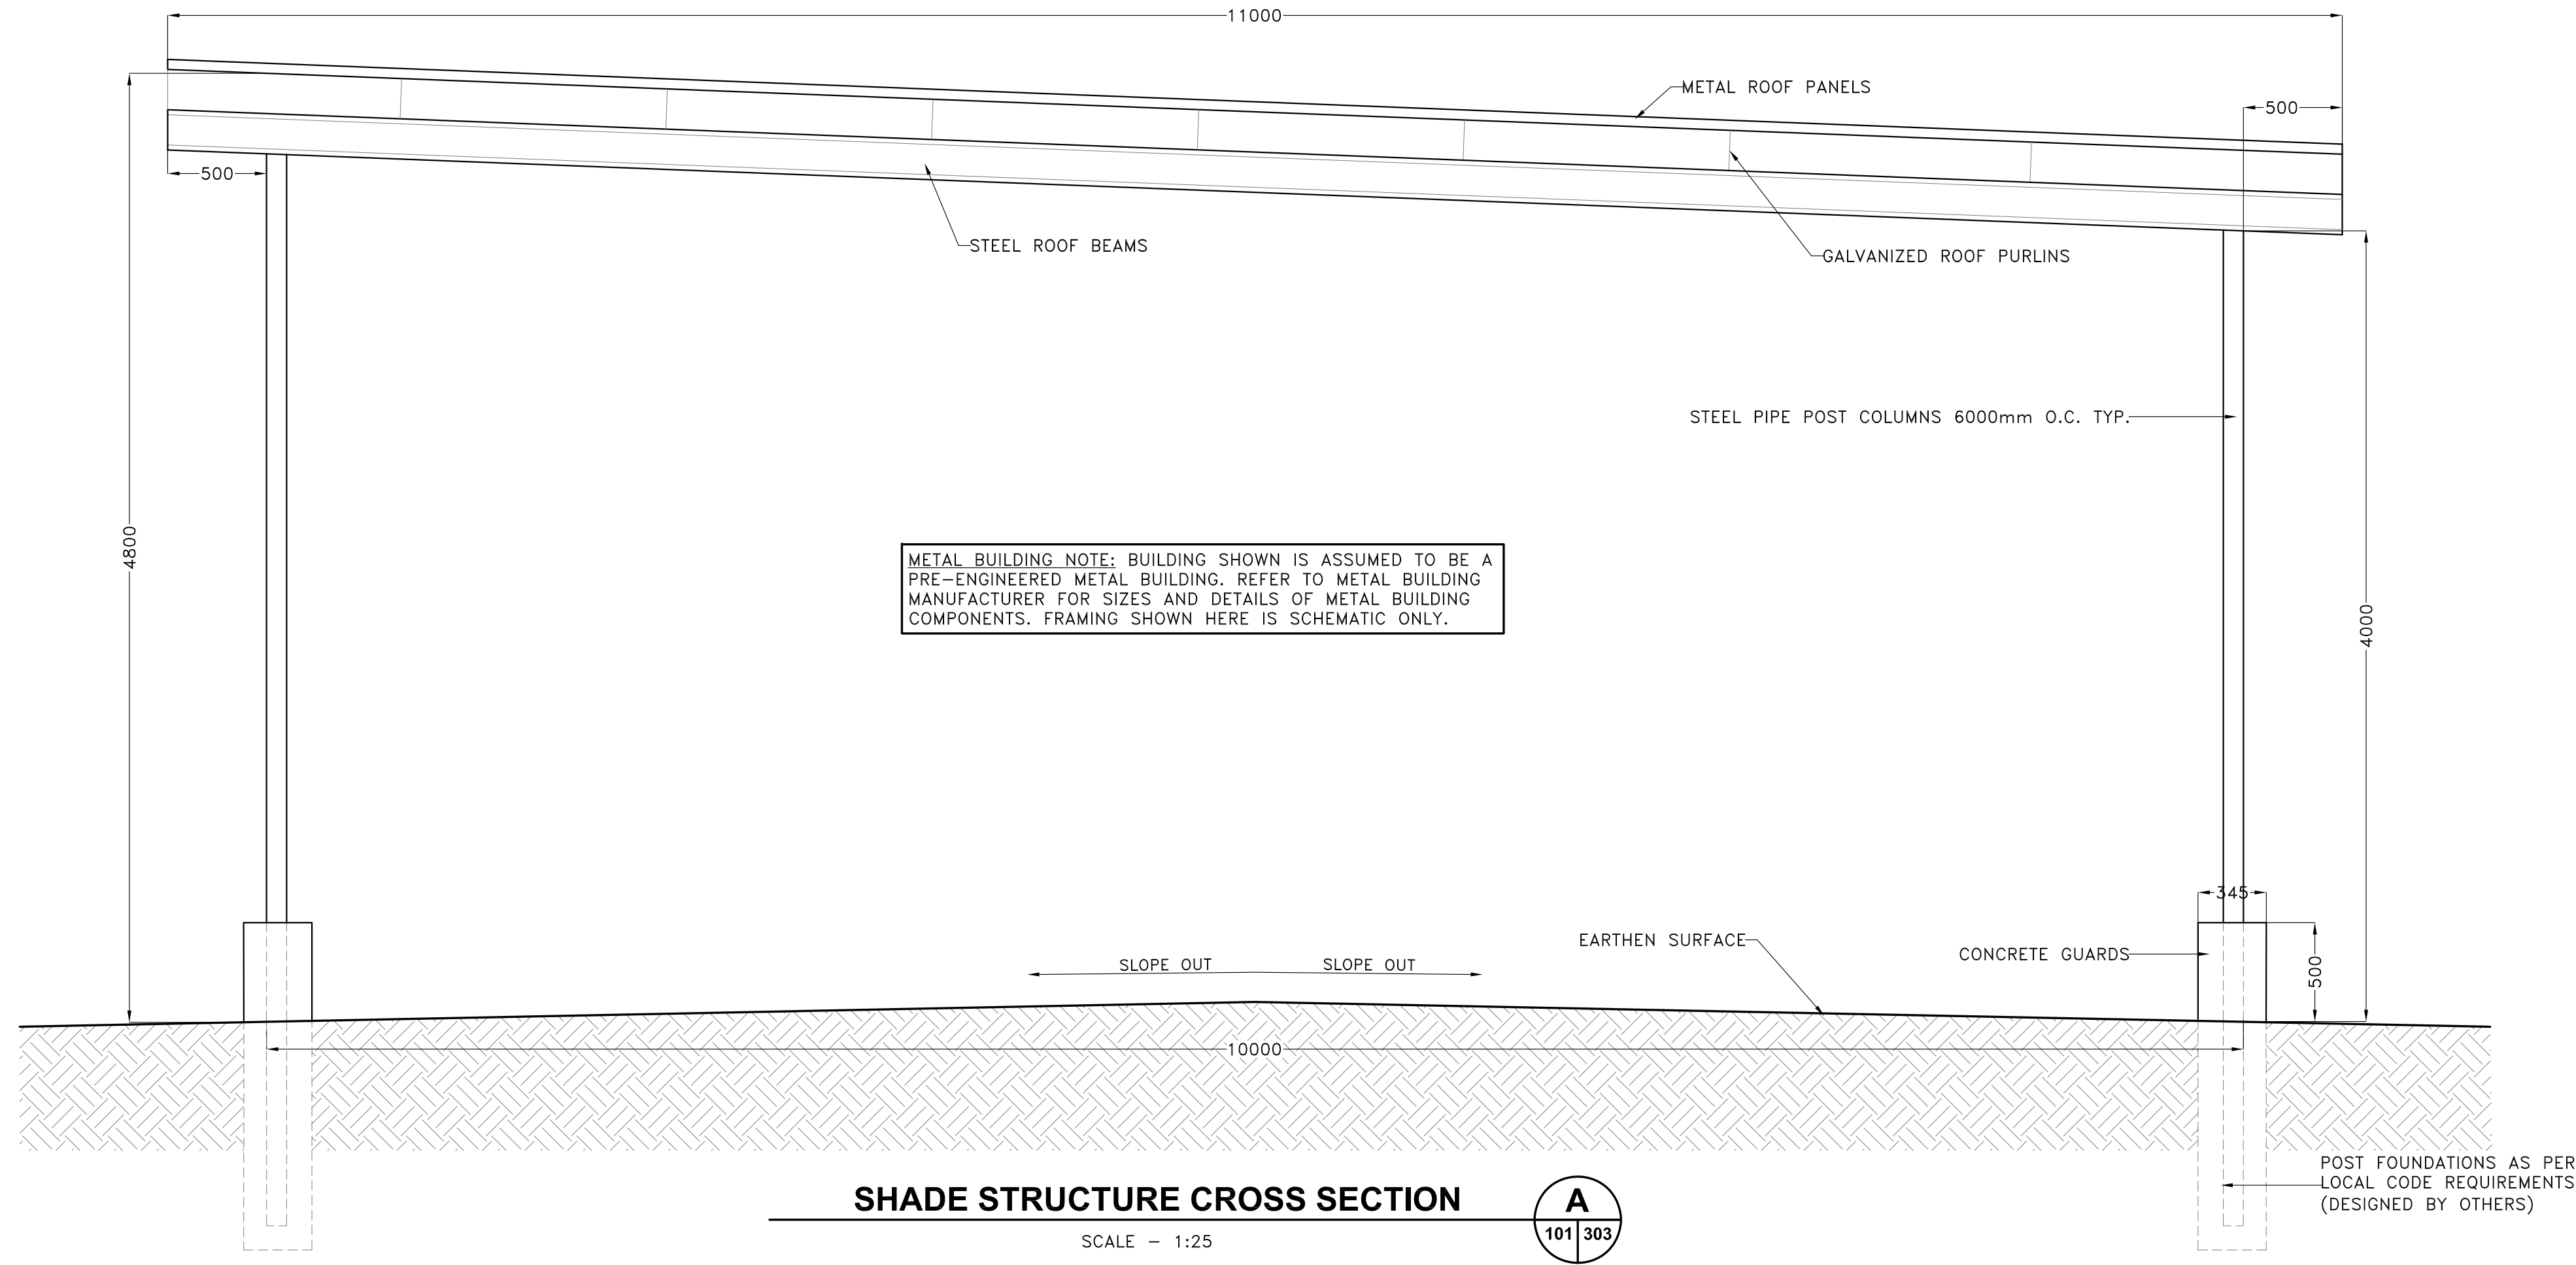 11000
METAL ROOF PANELS
500
500
STEEL ROOF BEAMS
GALVANIZED ROOF PURLINS
STEEL PIPE POST COLUMNS 6000mm O.C. TYP.
4800
METAL BUILDING NOTE: BUILDING SHOWN IS ASSUMED TO BE A
PRE-ENGINEERED METAL BUILDING. REFER TO METAL BUILDING
MANUFACTURER FOR SIZES AND DETAILS OF METAL BUILDING
COMPONENTS. FRAMING SHOWN HERE IS SCHEMATIC ONLY.
4000
345
EARTHEN SURFACE
CONCRETE GUARDS
500
SLOPE OUT
SLOPE OUT
10000
POST FOUNDATIONS AS PER
LOCAL CODE REQUIREMENTS
(DESIGNED BY OTHERS)
SHADE STRUCTURE CROSS SECTION
A
101 303
SCALE - 1:25